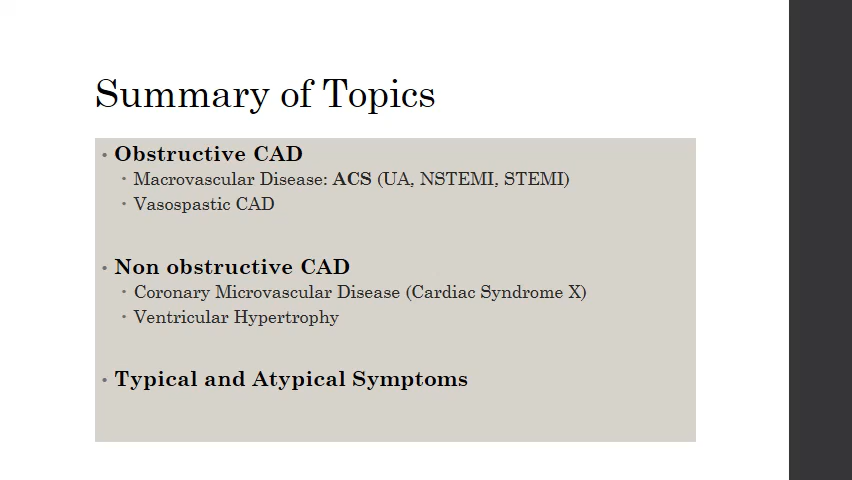 Summary of Topics
• Obstructive CAD
• Macrovascular Disease: ACS (UA, NSTEMI, STEMI)
• Vasospastic CAD
• Non obstructive CAD
• Coronary Microvascular Disease (Cardiac Syndrome X)
• Ventricular Hypertrophy
• Typical and Atypical Symptoms